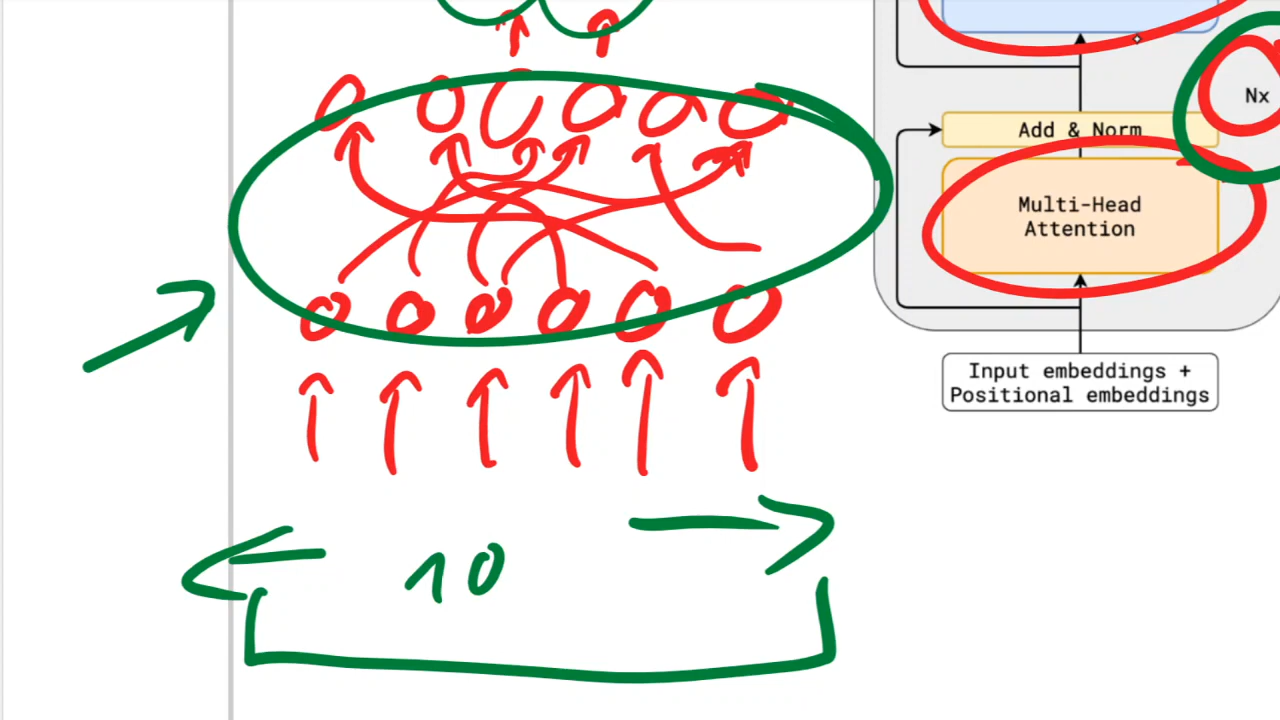 Nx
Add & Norm
Multi-Head
Attention
Input embeddings +
Positional embeddings
10